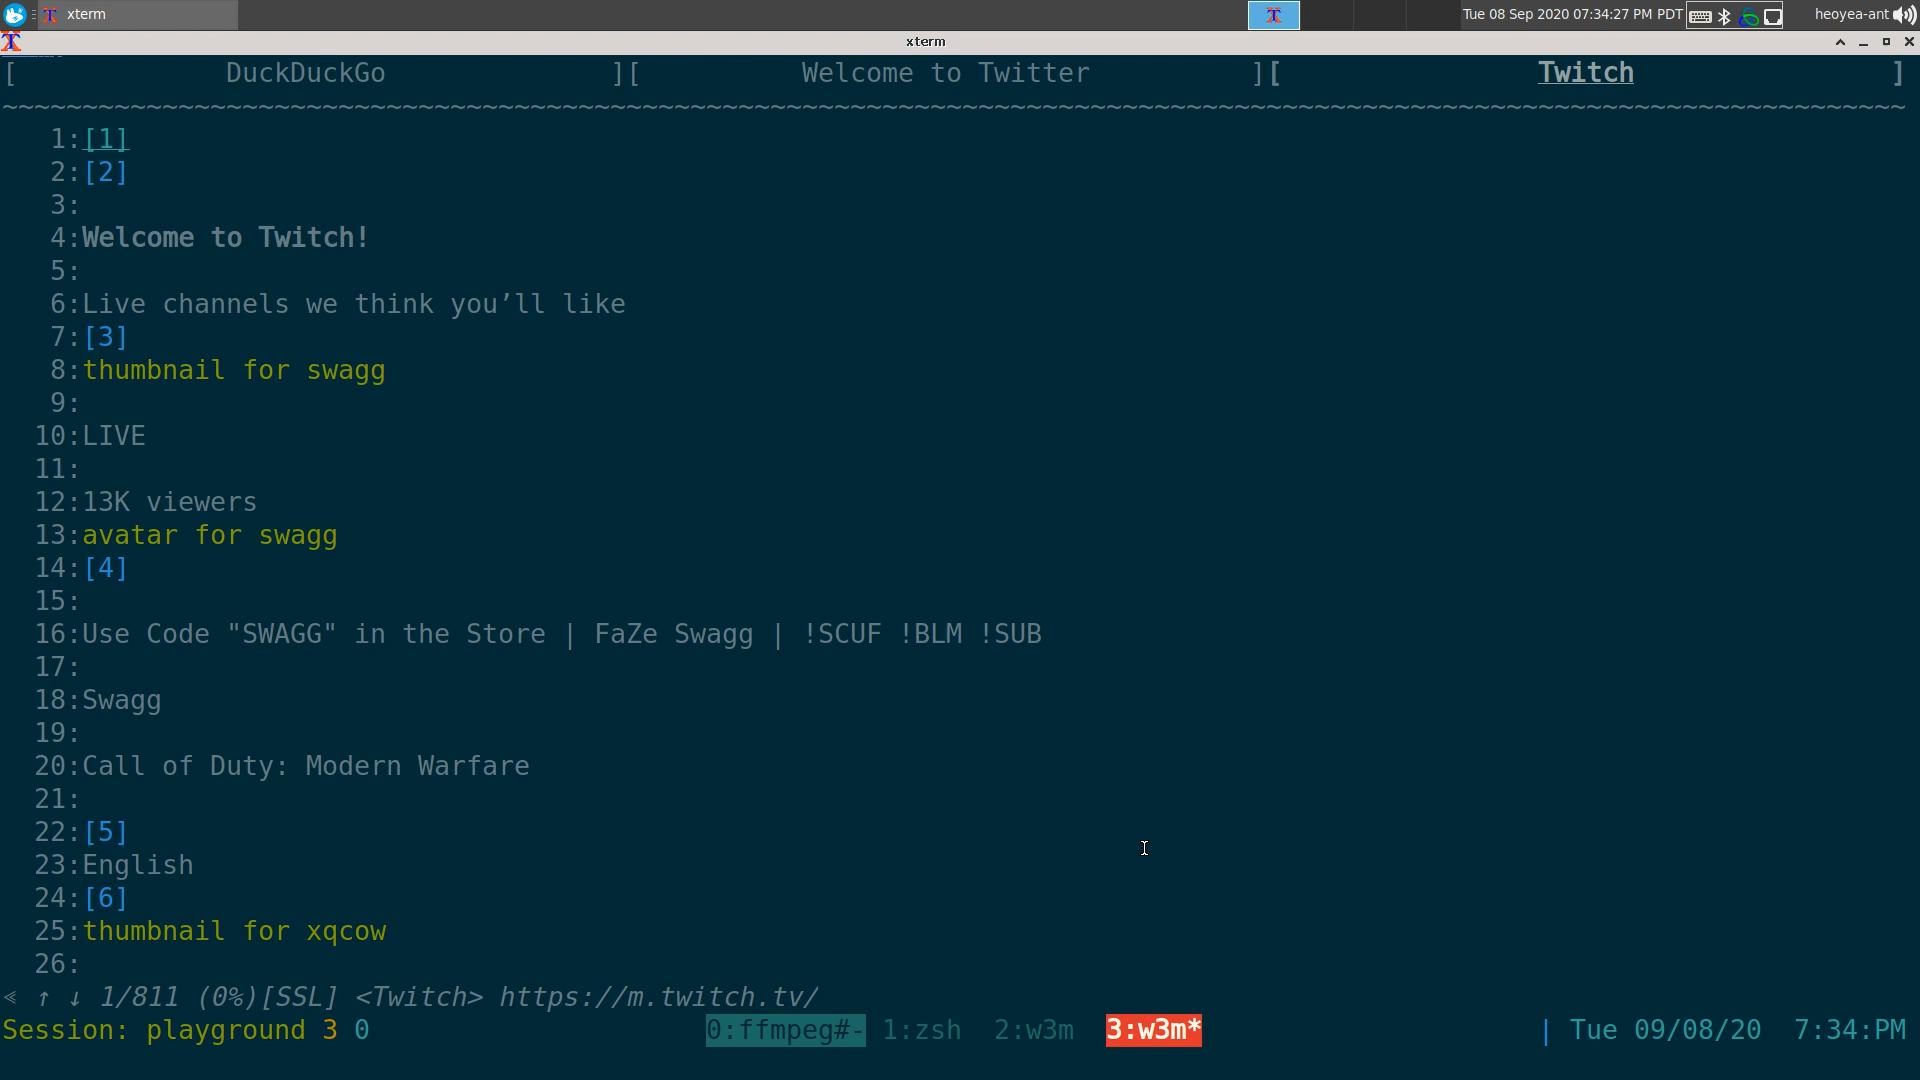 xterm
Tue 08 Sep 2020 07:34:27 PM PDT
heoyea-ant
xterm
[ DuckDuckGo ][ Welcome to Twitter ][ Twitch ]
~~~~~~~~~~~~~~~~~~~~~~~~~~~~~~~~~~~~~~~~~~~~~~~~~~~~~~~~~~~~~~~~~~~~~~~~~~~~~~~~~~~~~~~~~~~~~~~~~~~~~~~~~~~~~~~~~~~~~~~
1:[1]
2:[2]
3:
4:Welcome to Twitch!
5:
6:Live channels we think you’ll like
7:[3]
8:thumbnail for swagg
9:
10:LIVE
11:
12:13K viewers
13:avatar for swagg
14:[4]
15:
16:Use Code "SWAGG" in the Store | FaZe Swagg | !SCUF !BLM !SUB
17:
18:Swagg
19:
20:Call of Duty: Modern Warfare
21:
22:[5]
23:English
24:[6]
25:thumbnail for xqcow
26:
≪ ↑ ↓ 1/811 (0%)[SSL] <Twitch> https://m.twitch.tv/
Session: playground 3 0 0:ffmpeg#- 1:zsh 2:w3m 3:w3m* | Tue 09/08/20 7:34:PM